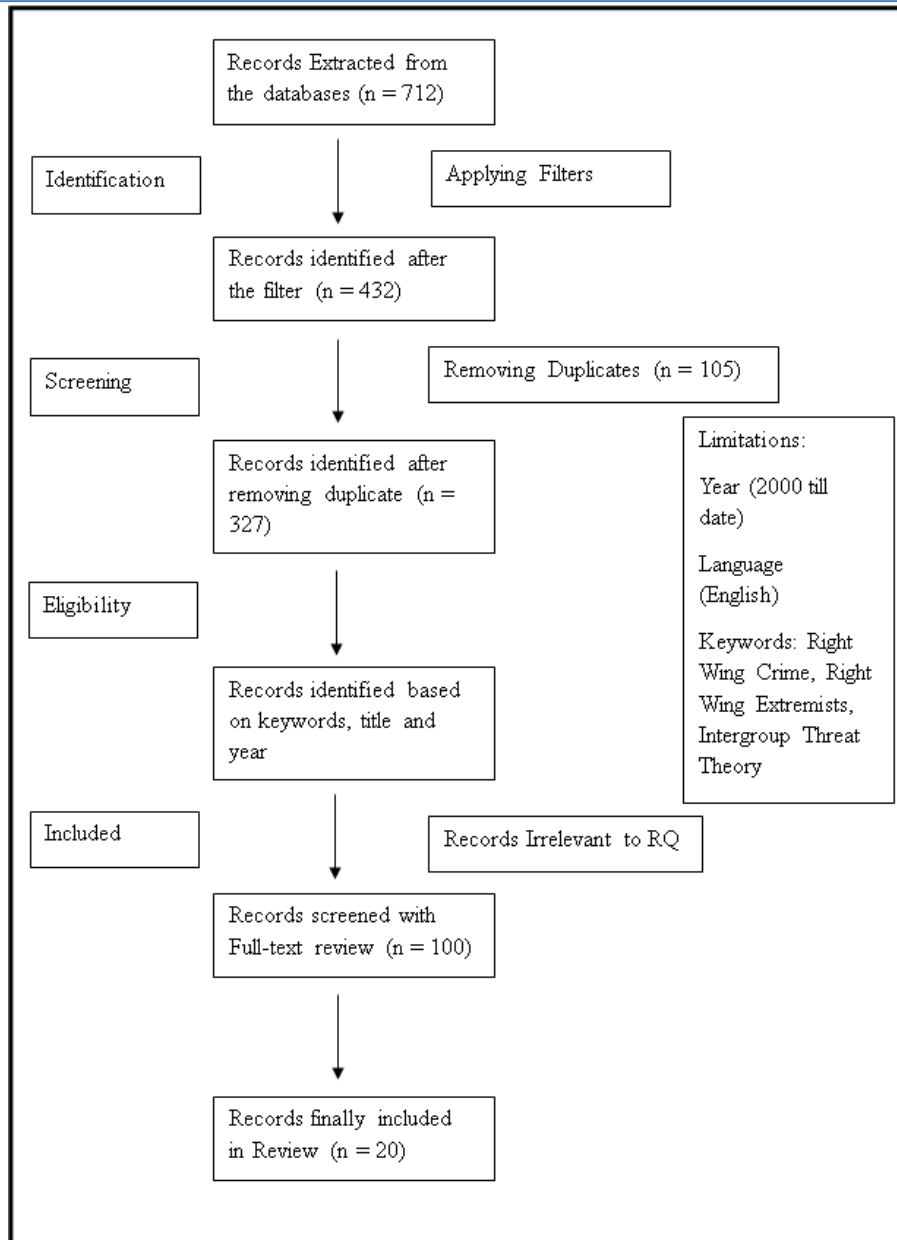 Records Extracted from
the databases (n = 712)
Identification
Applying Filters
Records identified after
the filter (n = 432)
Screening
Removing Duplicates (n = 105)
Records identified after
removing duplicate (n =
327)
Limitations:
Year (2000 till
date)
Language
(English)
Keywords: Right
Wing Crime, Right
Wing Extremists,
Intergroup Threat
Theory
Eligibility
Records identified based
on keywords, title and
year
Included
Records Irrelevant to RQ
Records screened with
Full-text review (n = 100)
Records finally included
in Review (n = 20)